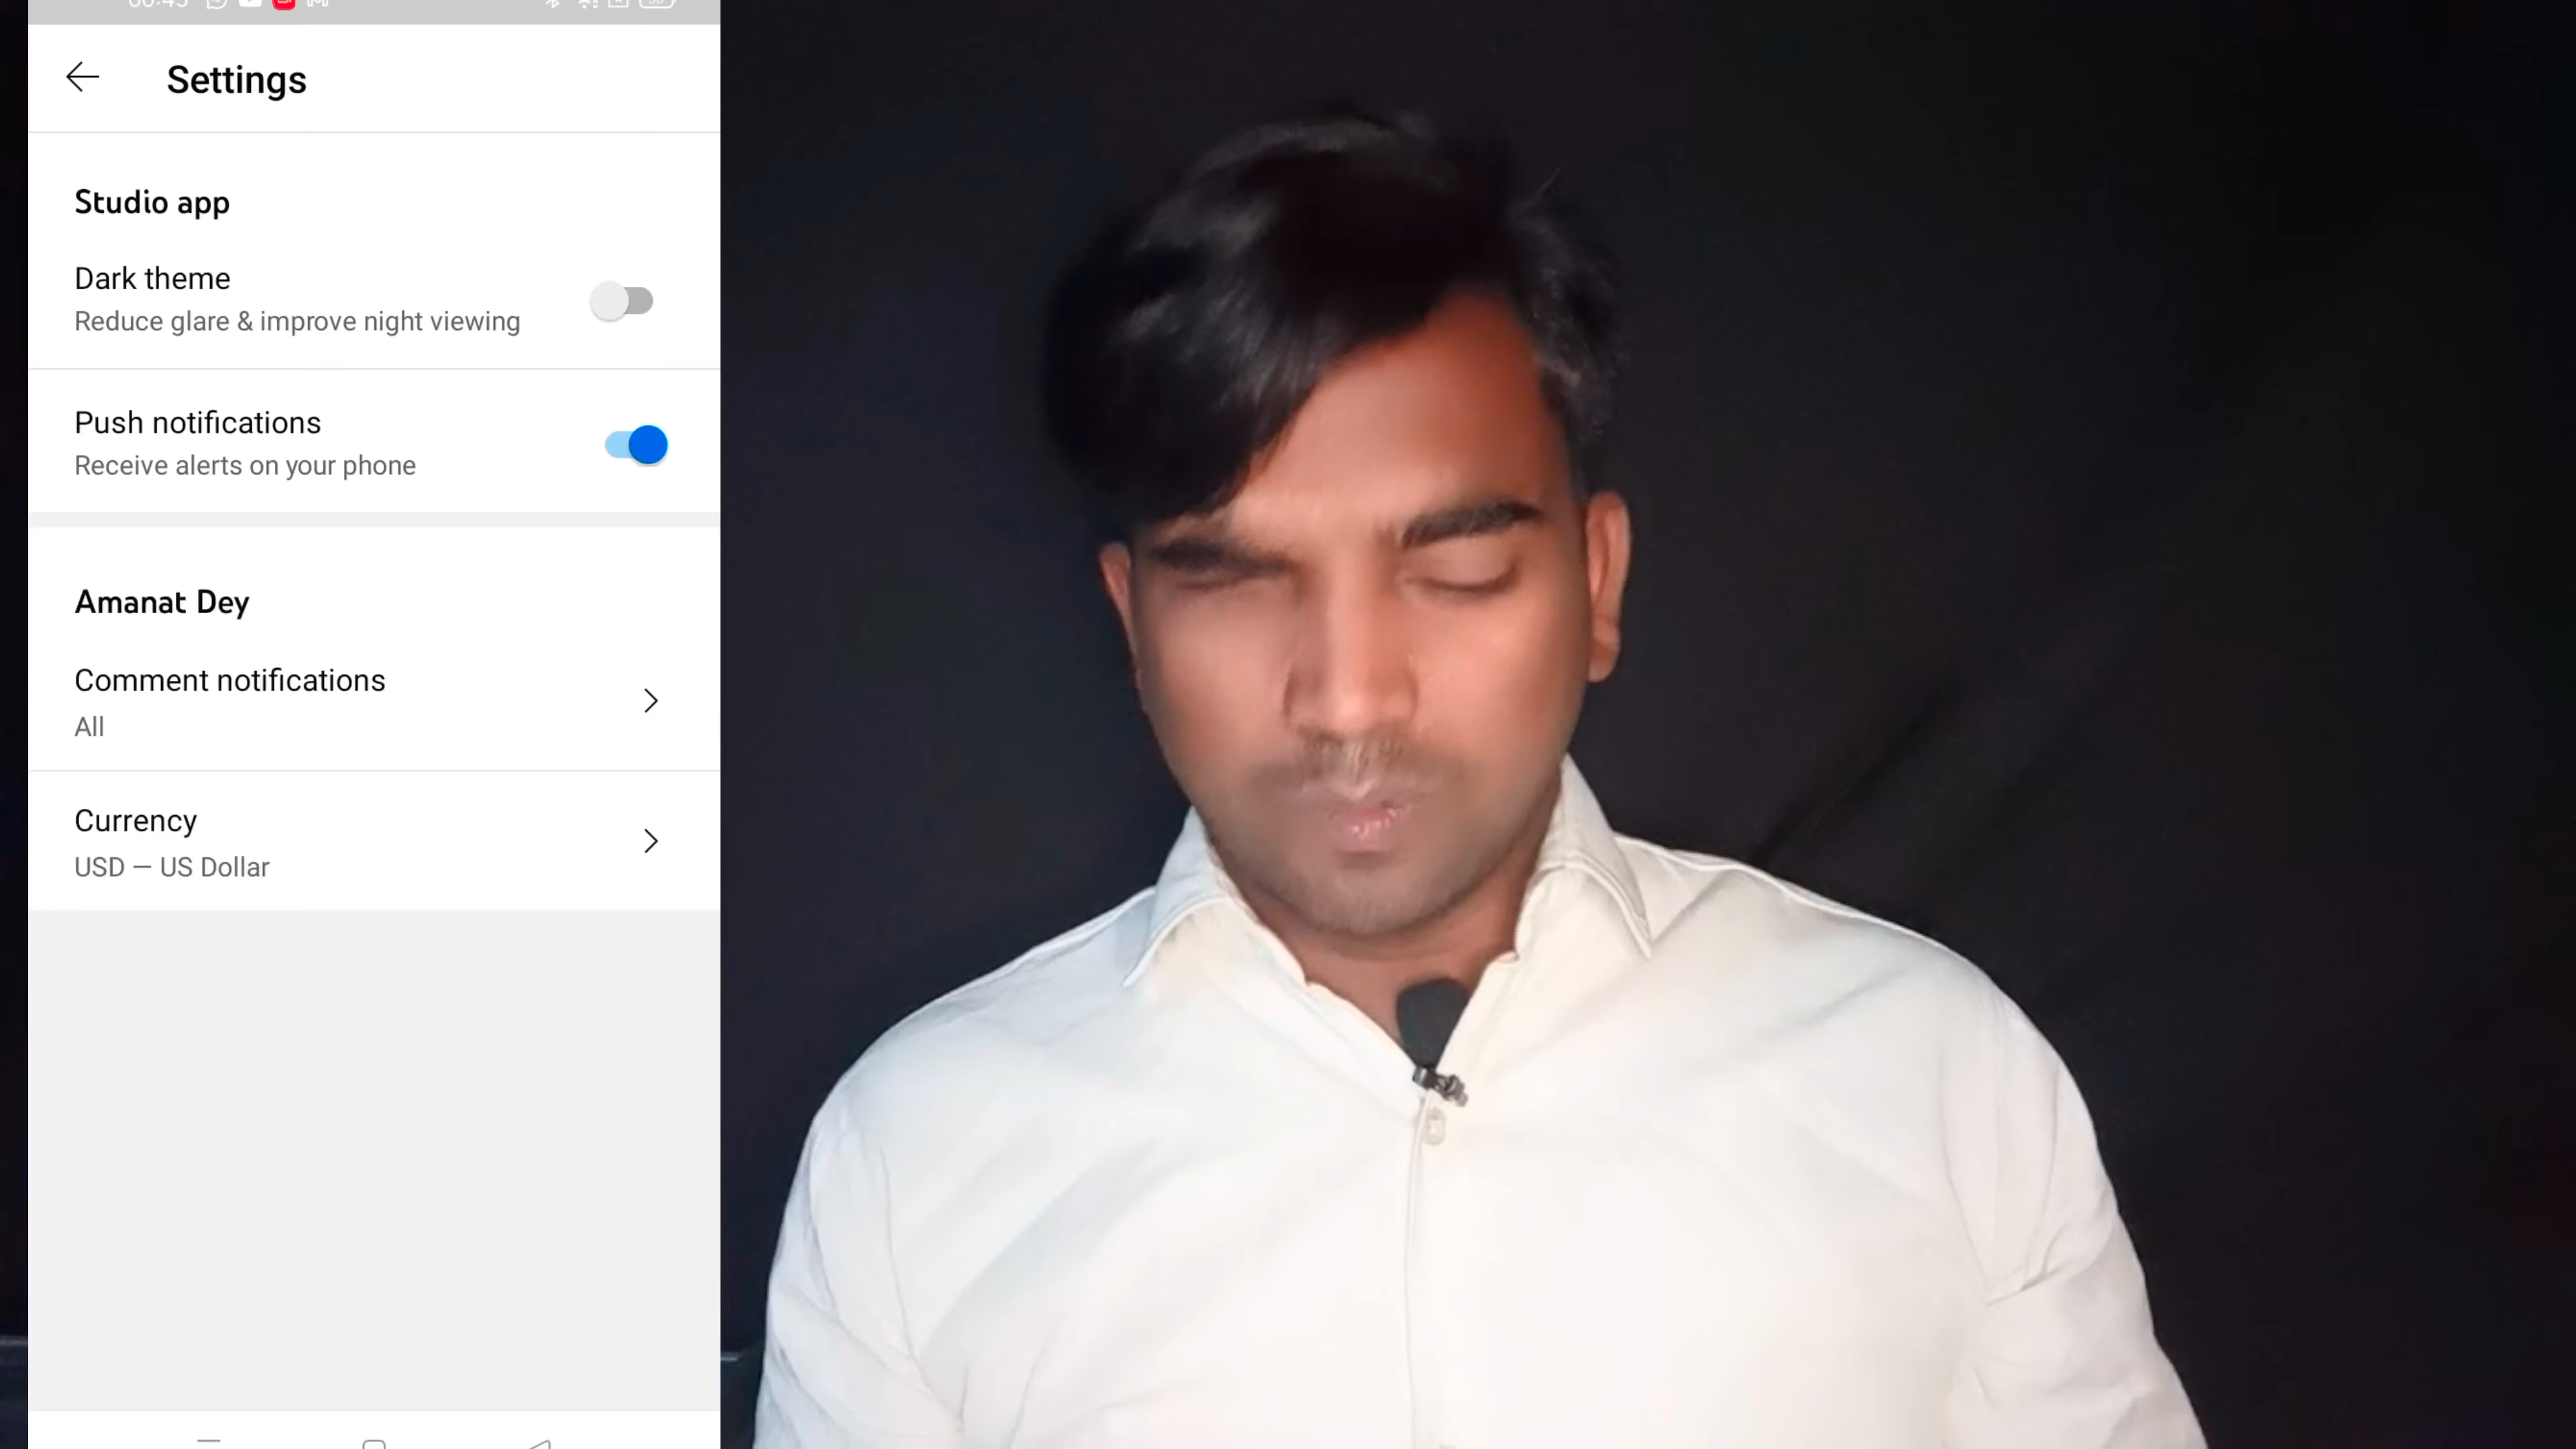 Settings
Studio app
Dark theme
Reduce glare & improve night viewing
Push notifications
Receive alerts on your phone
Amanat Dey
Comment notifications
All
Currency
USD — US Dollar